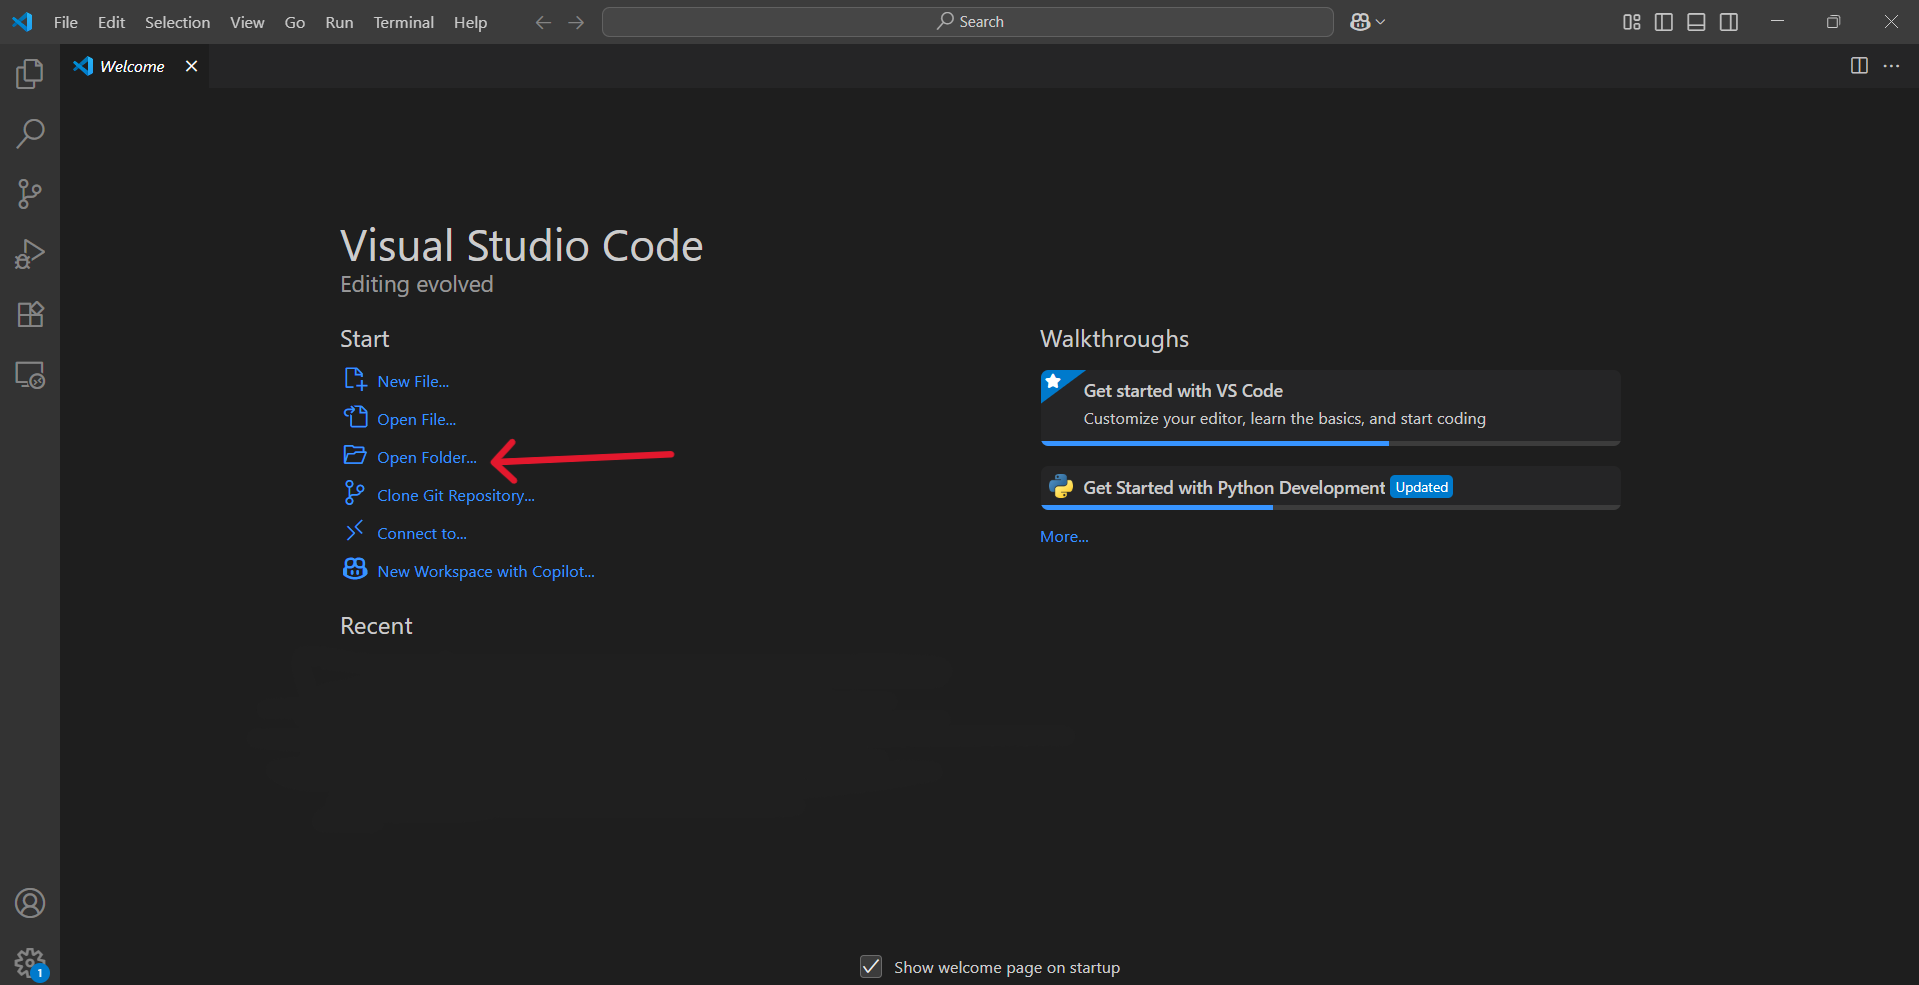 File Edit Selection View Go Run Terminal Help Search
Welcome
Visual Studio Code
Editing evolved
Start
New File...
Open File...
Open Folder...
Clone Git Repository...
Connect to...
New Workspace with Copilot...
Recent
Walkthroughs
Get started with VS Code
Customize your editor, learn the basics, and start coding
Get Started with Python Development Updated
More...
1
Show welcome page on startup